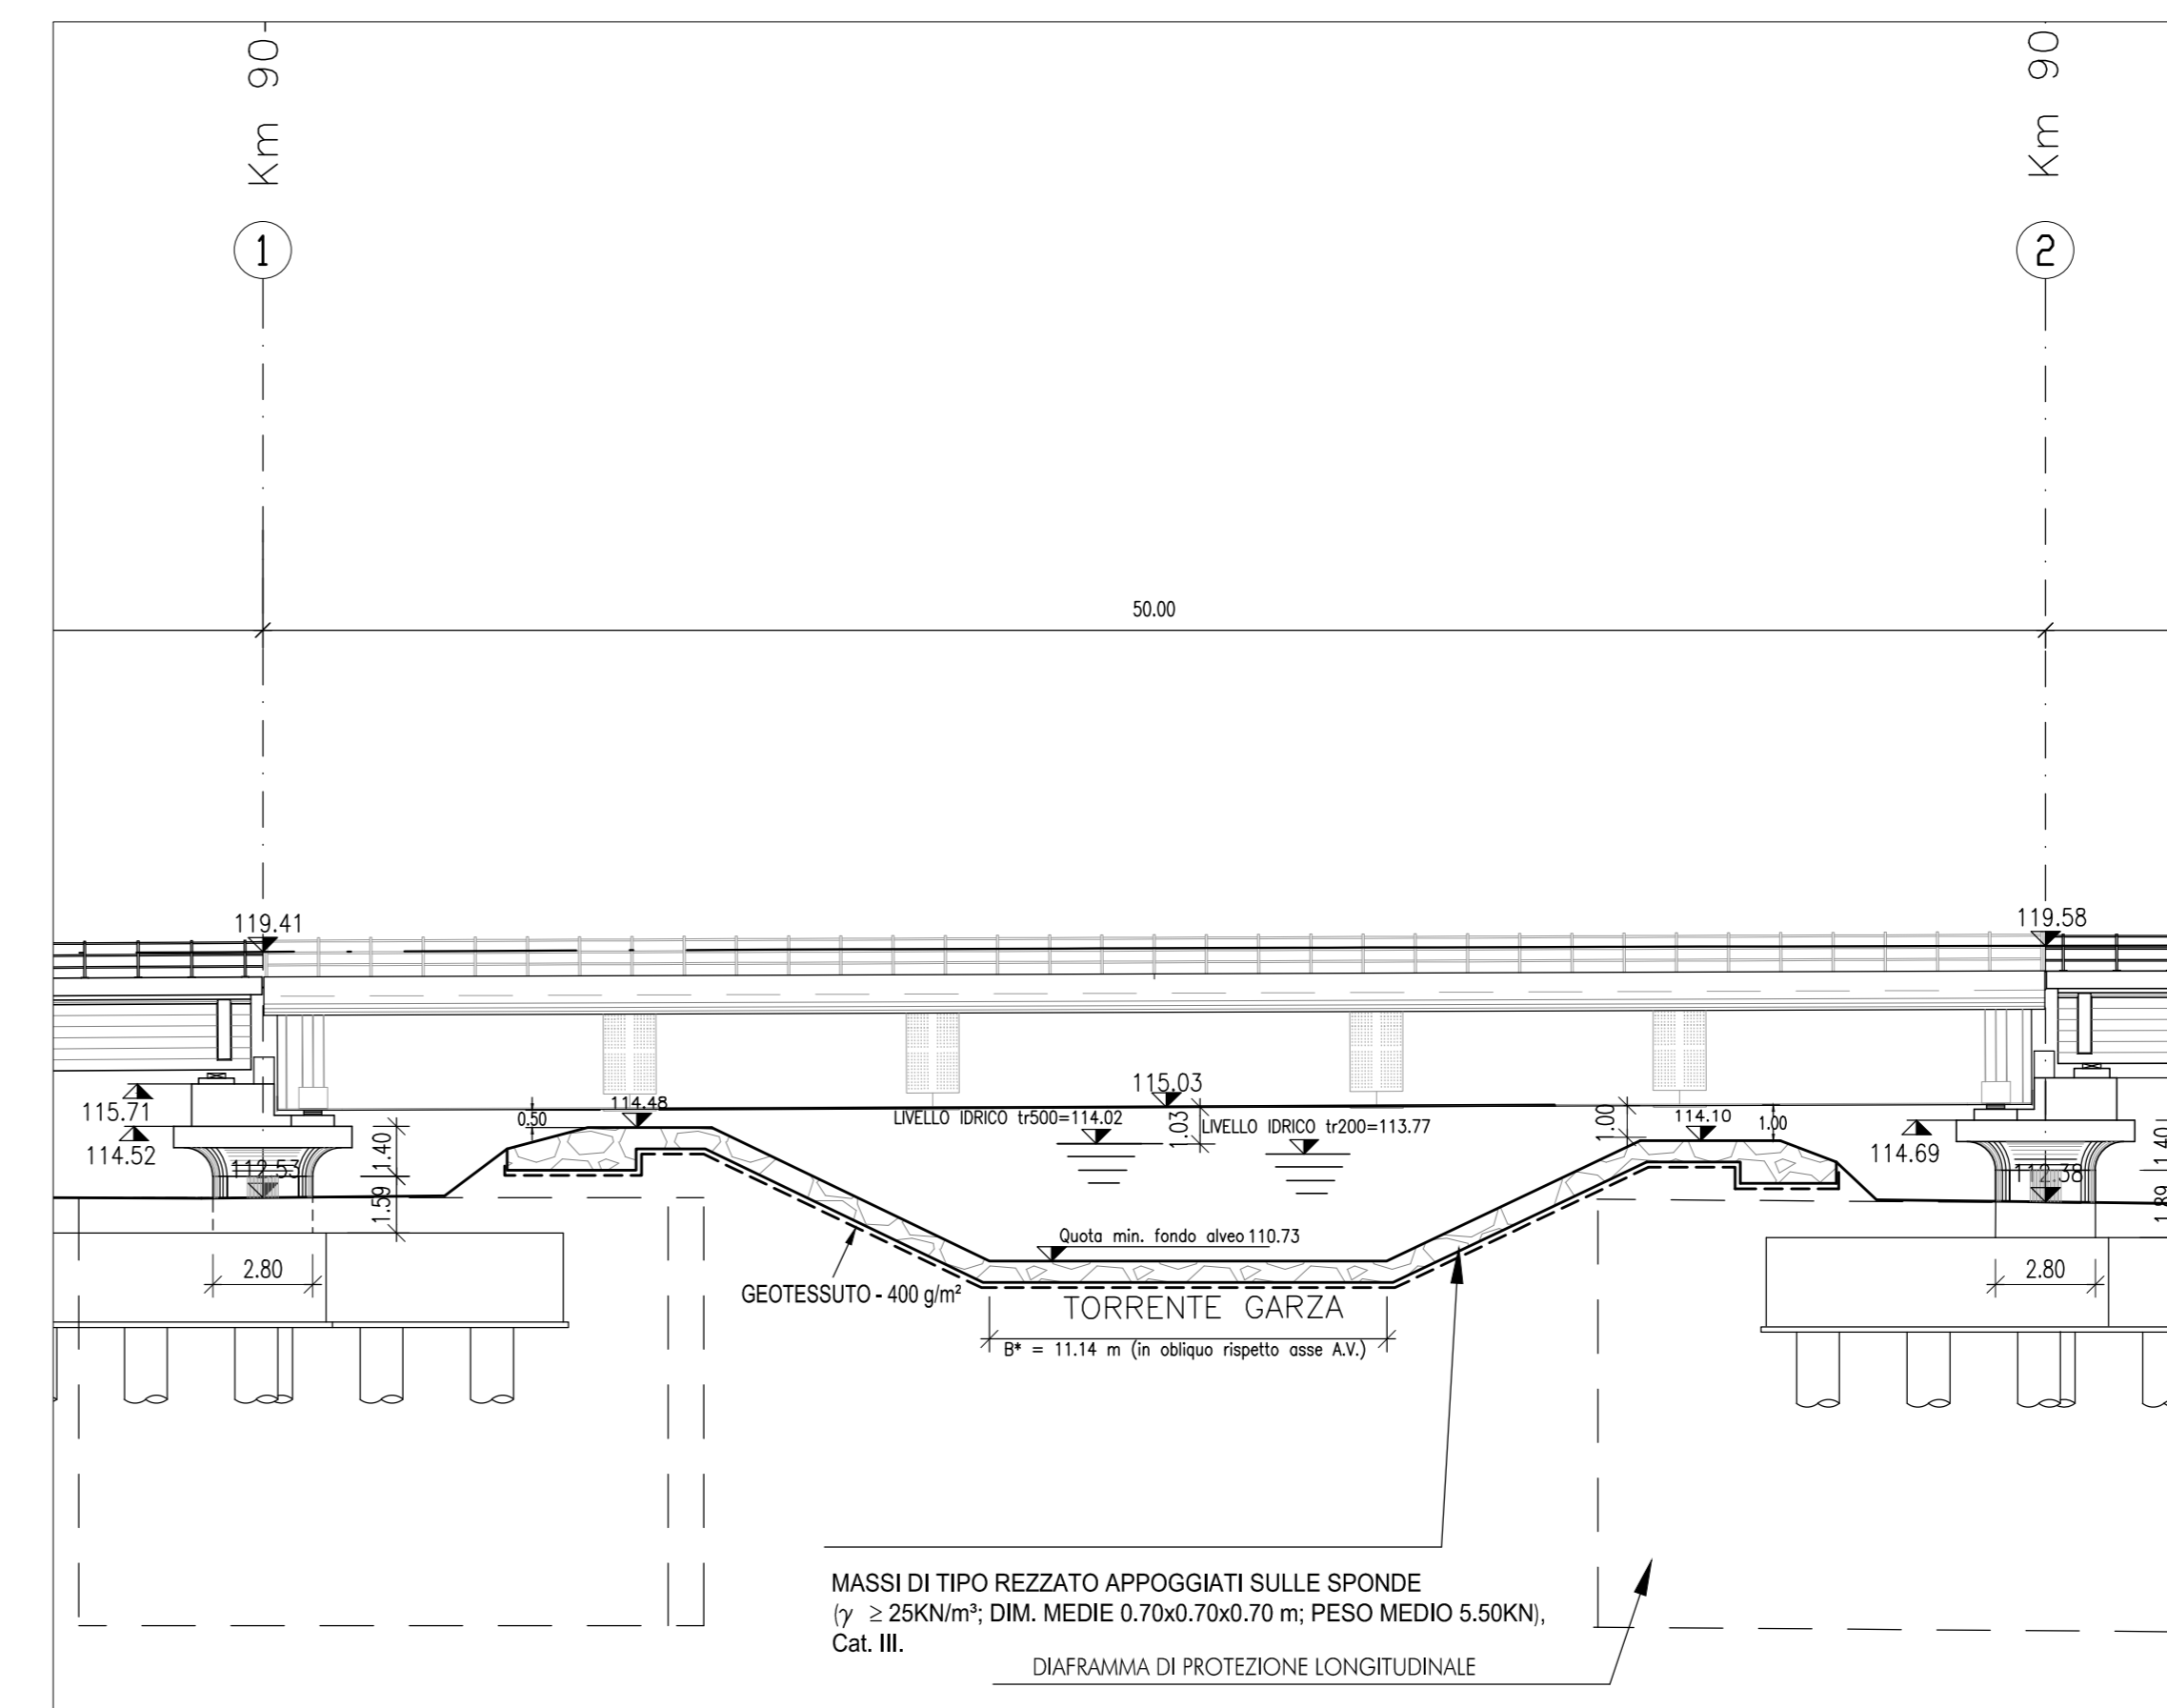 Km 90
Km 90
1
2
50.00
119.41
119.58
115.71
114.52
1.40
1.59
112.53
2.80
0.50
114.48
115.03
LIVELLO IDRICO tr500=114.02
1.03
LIVELLO IDRICO tr200=113.77
1.00
114.10
1.00
114.69
1.40
1.89
112.38
2.80
Quota min. fondo alveo 110.73
GEOTESSUTO - 400 g/m²
TORRENTE GARZA
B* = 11.14 m (in obliquo rispetto asse A.V.)
MASSI DI TIPO REZZATO APPOGGIATI SULLE SPONDE
(γ ≥ 25KN/m³; DIM. MEDIE 0.70x0.70x0.70 m; PESO MEDIO 5.50KN),
Cat. III.
DIAFRAMMA DI PROTEZIONE LONGITUDINALE